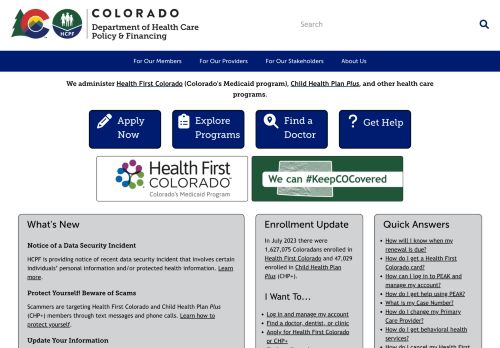 COLORADO
Department of Health Care
Policy & Financing
HCPF
Search
For Our Members
For Our Providers
For Our Stakeholders
About Us
We administer Health First Colorado (Colorado's Medicaid program), Child Health Plan Plus, and other health care
programs.
Apply
Now
Explore
Programs
Find a
Doctor
Get Help
Health First
COLORADO
Colorado's Medicaid Program
We can #KeepCOCovered
What's New
Notice of a Data Security Incident
HCPF is providing notice of recent data security incident that involves certain
individuals' personal information and/or protected health information. Learn
more.
Protect Yourself! Beware of Scams
Scammers are targeting Health First Colorado and Child Health Plan Plus
(CHP+) members through text messages and phone calls. Learn how to
protect yourself.
Update Your Information
Enrollment Update
In July 2023 there were
1,627,075 Coloradans enrolled in
Health First Colorado and 47,029
enrolled in Child Health Plan
Plus (CHP+).
I Want To...
Log in and manage my account
Find a doctor, dentist, or clinic
Apply for Health First Colorado
or CHP+
Quick Answers
How will I know when my
renewal is due?
How do I get a Health First
Colorado card?
How can I log in to PEAK and
manage my account?
How do I get help using PEAK?
What is my Case Number?
How do I change my Primary
Care Provider?
How do I get behavioral health
services?
How do I cancel my Health First